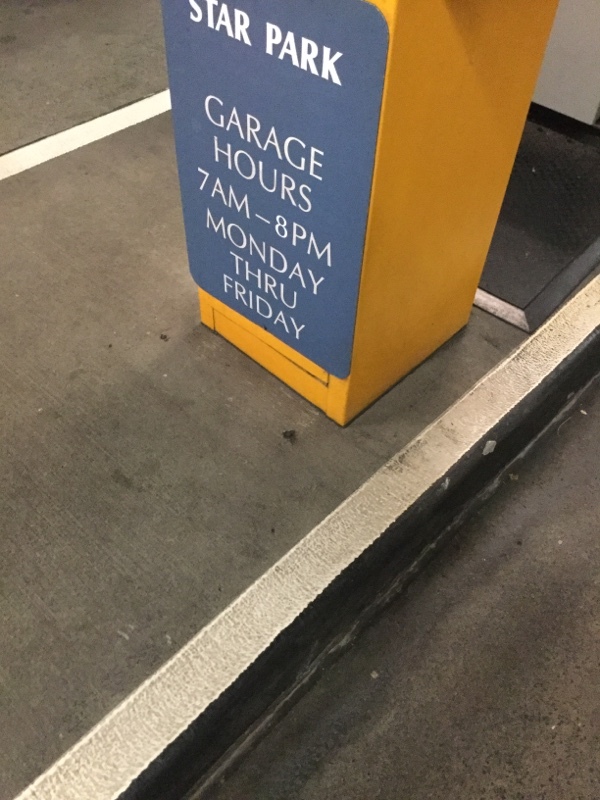 STAR PARK
GARAGE
HOURS
7AM–8PM
MONDAY
THRU
FRIDAY